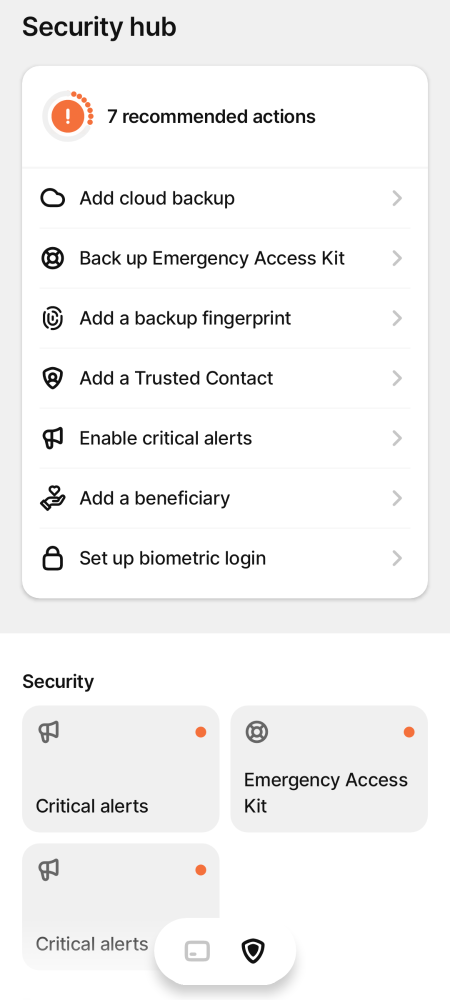 Security hub
7 recommended actions
Add cloud backup
Back up Emergency Access Kit
Add a backup fingerprint
Add a Trusted Contact
Enable critical alerts
Add a beneficiary
Set up biometric login
Security
Critical alerts
Emergency Access
Kit
Critical alerts